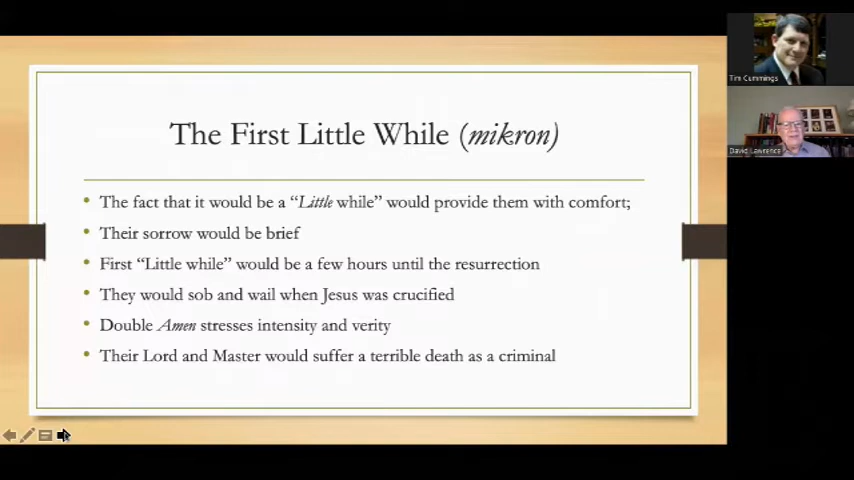 The First Little While (mikron)
The fact that it would be a “Little while” would provide them with comfort;
Their sorrow would be brief
First “Little while” would be a few hours until the resurrection
They would sob and wail when Jesus was crucified
Double Amen stresses intensity and verity
Their Lord and Master would suffer a terrible death as a criminal
Tim Cummings
David Lawrence